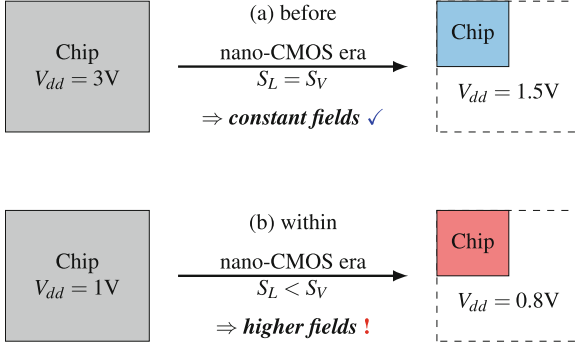 (a) before
Chip
V_dd = 3V
nano-CMOS era
S_L = S_V
⇒ constant fields ✓
Chip
V_dd = 1.5V
(b) within
Chip
V_dd = 1V
nano-CMOS era
S_L < S_V
⇒ higher fields !
Chip
V_dd = 0.8V